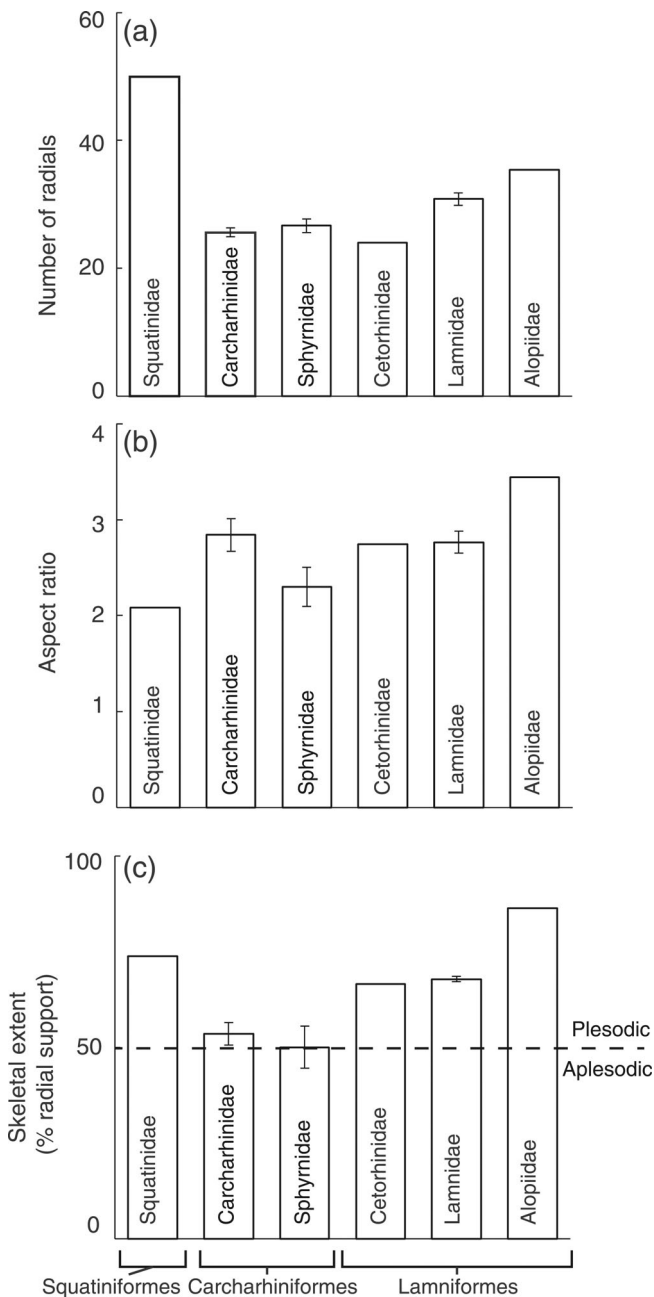 (a)
Number of radials
60
40
20
0
Squatinidae
Carcharhinidae
Sphyrnidae
Cetorhinidae
Lamnidae
Alopiidae
(b)
Aspect ratio
4
3
2
1
0
Squatinidae
Carcharhinidae
Sphyrnidae
Cetorhinidae
Lamnidae
Alopiidae
(c)
Skeletal extent
(% radial support)
100
50
0
Squatinidae
Carcharhinidae
Sphyrnidae
Cetorhinidae
Lamnidae
Alopiidae
Plesodic
Aplesodic
Squatiniformes
Carcharhiniformes
Lamniformes